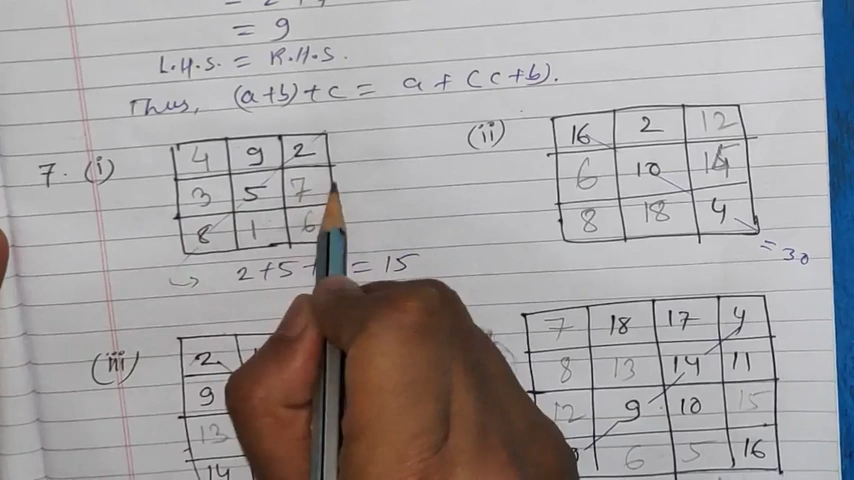 = 9
L.H.S. = R.H.S.
Thus, (a+b)+c = a+(c+b).
7. (i)
4 9 2
3 5 7
8 1 6
2+5+ = 15
(ii)
16 2 12
6 10 14
8 18 4
= 30
(iii)
2
9
13
14
7 18 17 4
8 13 14 11
12 9 10 15
6 5 16